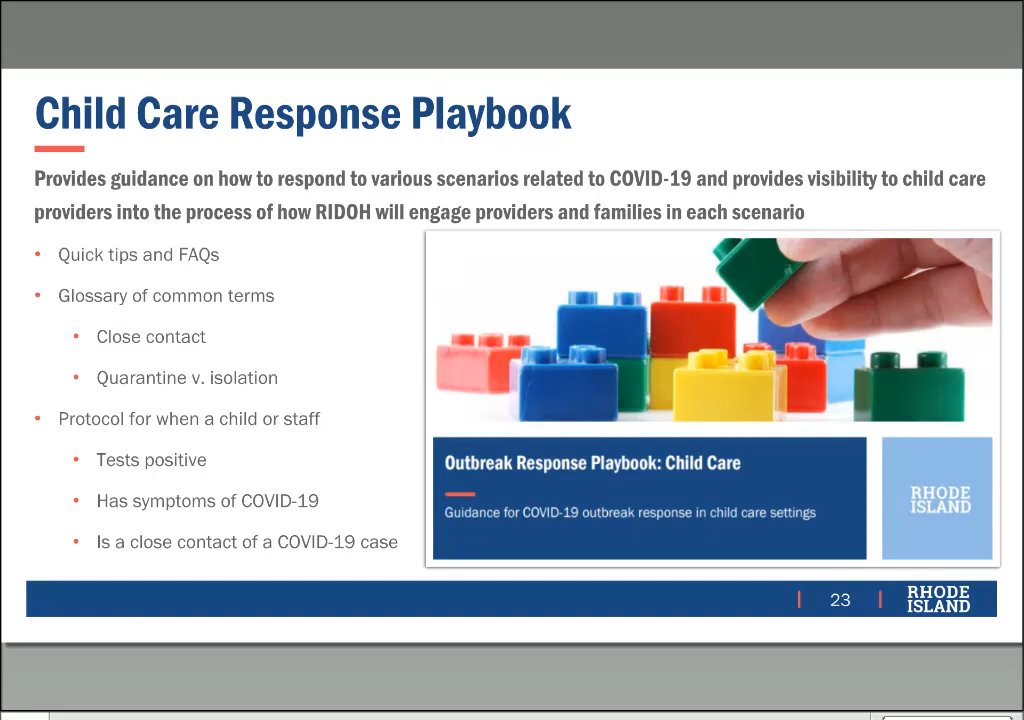 Child Care Response Playbook
Provides guidance on how to respond to various scenarios related to COVID-19 and provides visibility to child care
providers into the process of how RIDOH will engage providers and families in each scenario
• Quick tips and FAQs
• Glossary of common terms
• Close contact
• Quarantine v. isolation
• Protocol for when a child or staff
• Tests positive
• Has symptoms of COVID-19
• Is a close contact of a COVID-19 case
Outbreak Response Playbook: Child Care
Guidance for COVID-19 outbreak response in child care settings
RHODE
ISLAND
23
RHODE
ISLAND